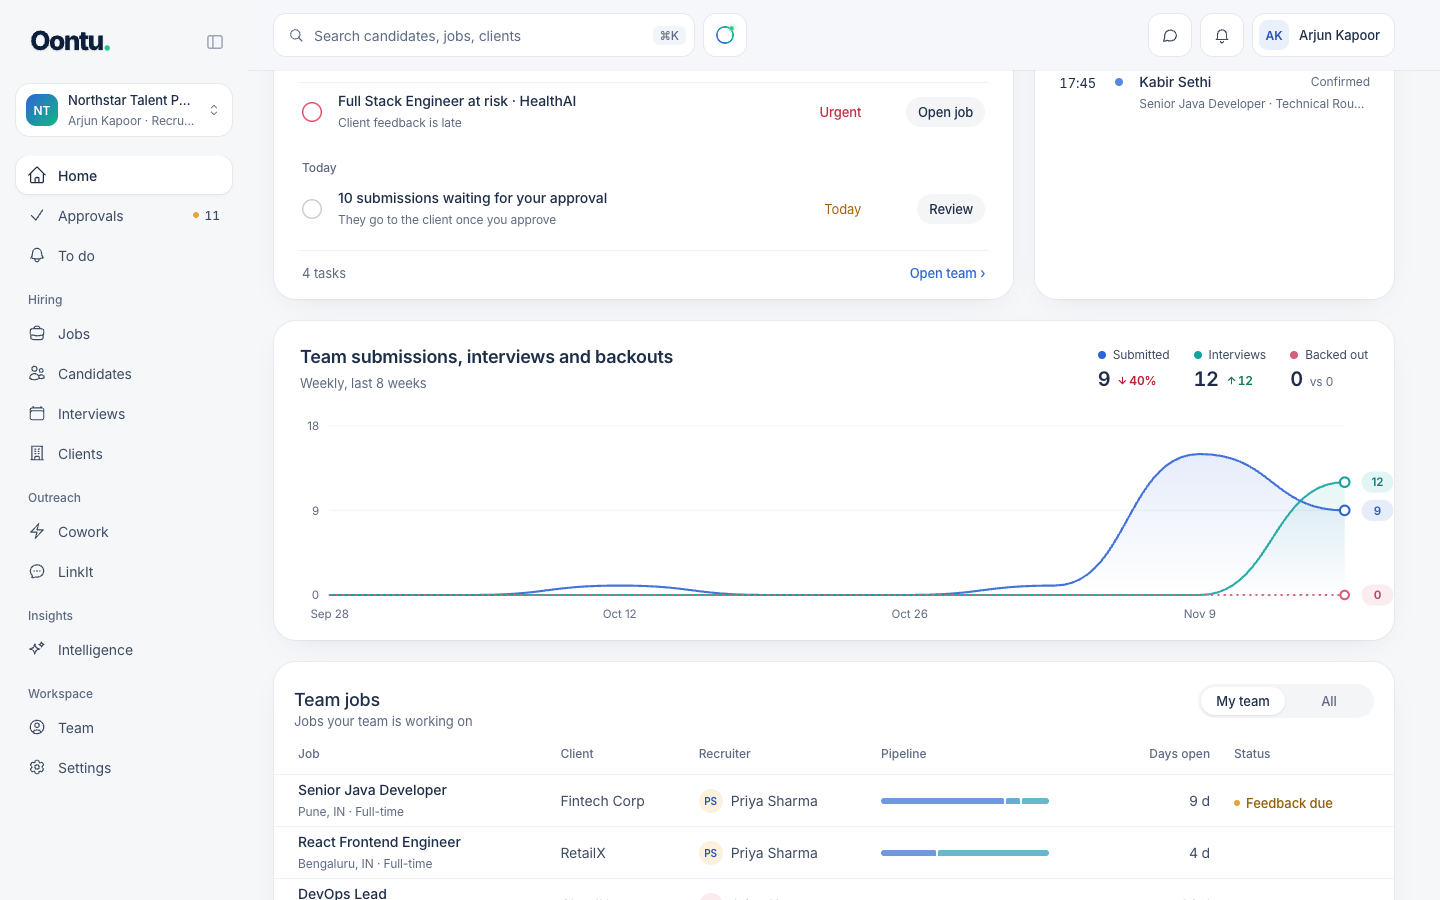 Oontu.
Search candidates, jobs, clients
⌘K
AK Arjun Kapoor
NT
Northstar Talent P...
Arjun Kapoor · Recru...
Home
Approvals 11
To do
Hiring
Jobs
Candidates
Interviews
Clients
Outreach
Cowork
LinkIt
Insights
Intelligence
Workspace
Team
Settings
Full Stack Engineer at risk · HealthAI
Client feedback is late
Urgent
Open job
Today
10 submissions waiting for your approval
They go to the client once you approve
Today
Review
4 tasks
Open team ›
17:45
Kabir Sethi
Confirmed
Senior Java Developer · Technical Rou...
Team submissions, interviews and backouts
Weekly, last 8 weeks
Submitted
9 ↓ 40%
Interviews
12 ↑ 12
Backed out
0 vs 0
18
9
0
Sep 28
Oct 12
Oct 26
Nov 9
12
9
0
Team jobs
Jobs your team is working on
My team
All
Job Client Recruiter Pipeline Days open Status
Senior Java Developer
Pune, IN · Full-time
Fintech Corp
PS Priya Sharma
9 d
Feedback due
React Frontend Engineer
Bengaluru, IN · Full-time
RetailX
PS Priya Sharma
4 d
DevOps Lead